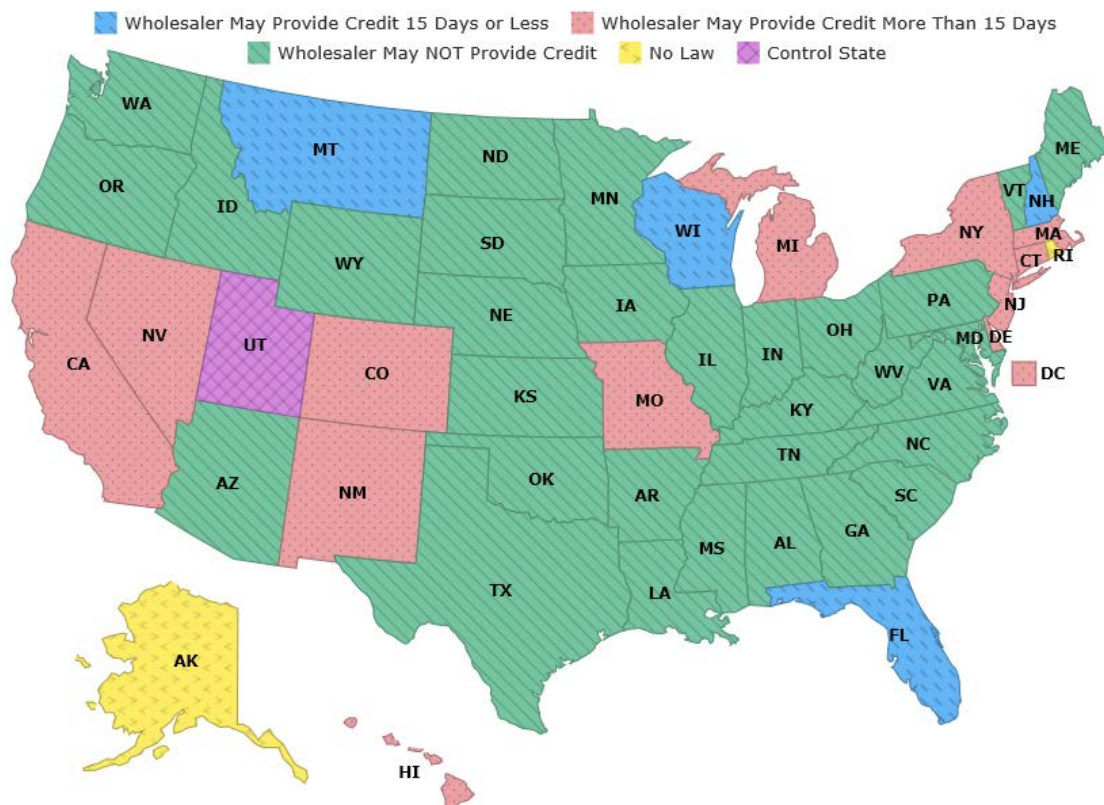 Wholesaler May Provide Credit 15 Days or Less
Wholesaler May Provide Credit More Than 15 Days
Wholesaler May NOT Provide Credit
No Law
Control State
WA
MT
ND
MN
ME
OR
ID
VT
NH
SD
WI
MI
NY
MA
CT
RI
WY
IA
PA
NJ
NE
OH
MD
DE
NV
UT
IL
IN
WV
CA
CO
DC
VA
KS
MO
KY
NC
TN
AZ
OK
NM
AR
SC
MS
AL
GA
TX
LA
FL
AK
HI